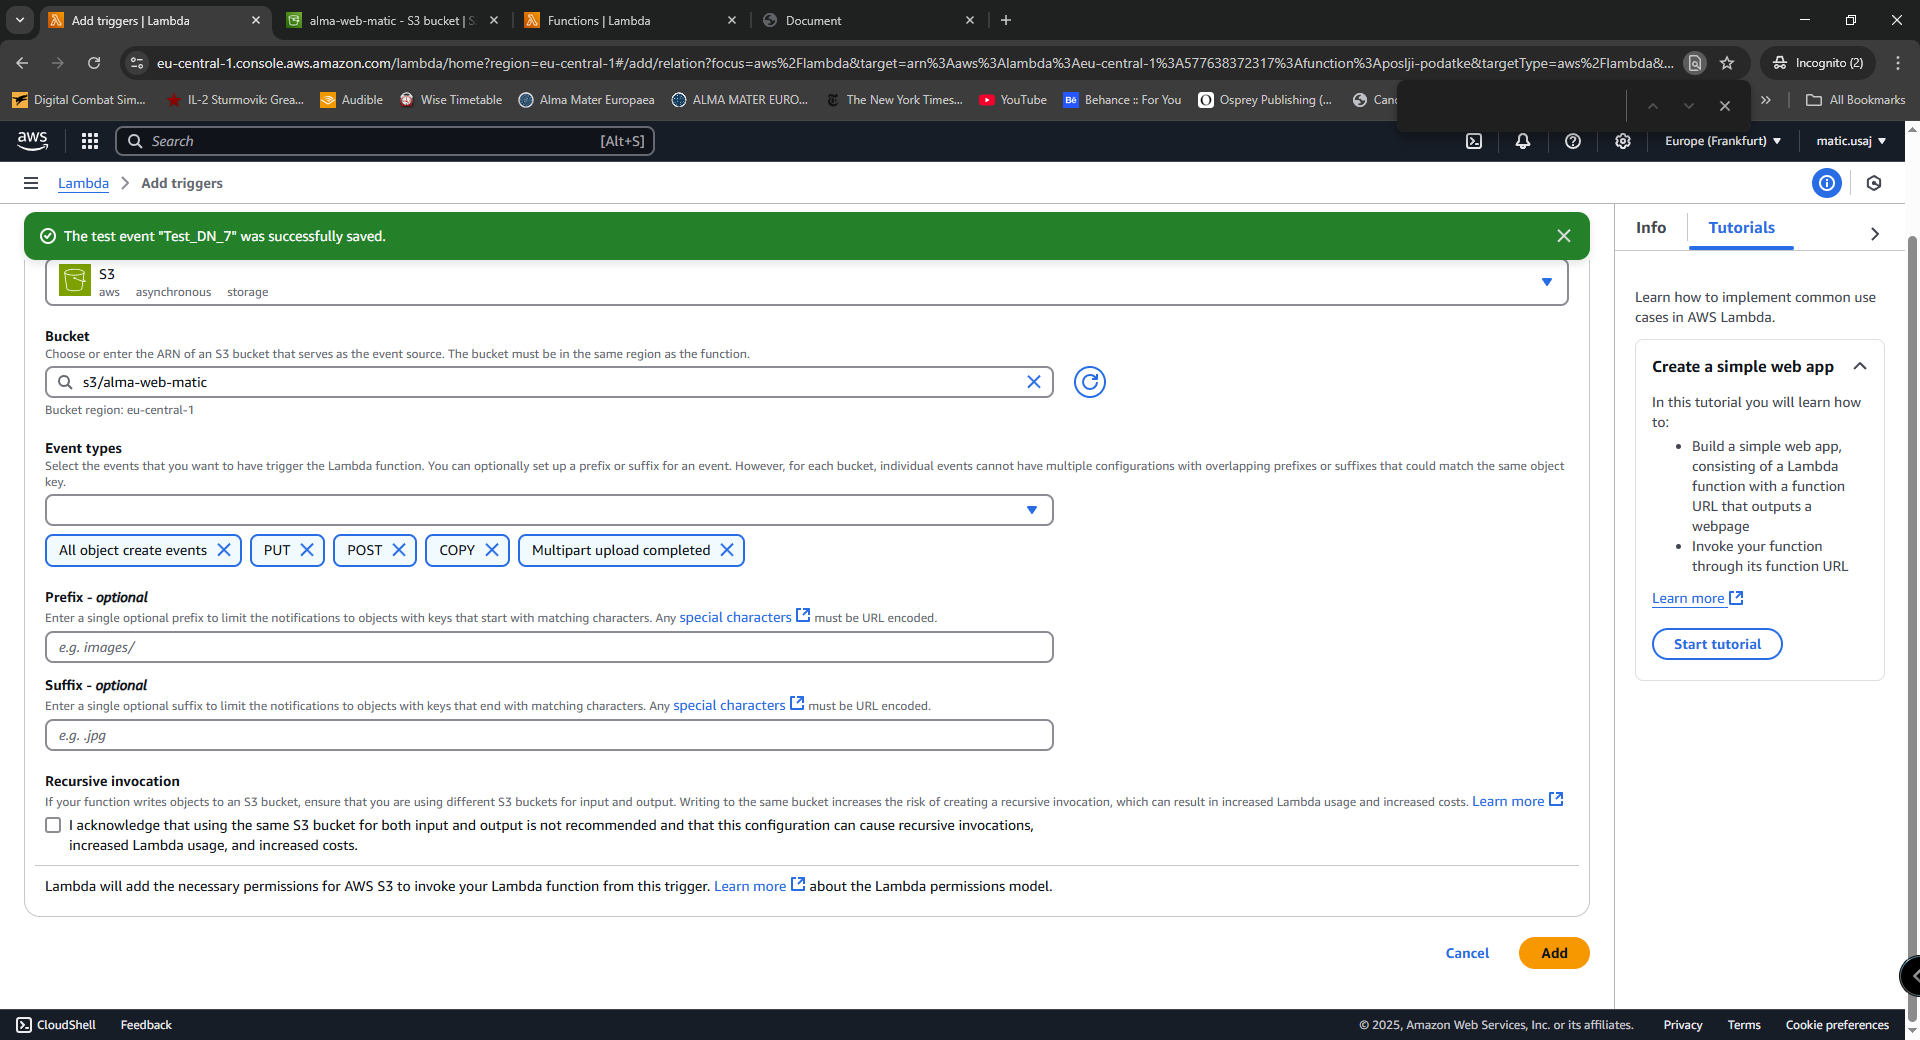 Add triggers | Lambda
alma-web-matic - S3 bucket | S
Functions | Lambda
Document
eu-central-1.console.aws.amazon.com/lambda/home?region=eu-central-1#/add/relation?focus=aws%2Flambda&target=arn%3Aaws%3Alambda%3Aeu-central-1%3A577638372317%3Afunction%3Aposlji-podatke&targetType=aws%2Flambda&...
Incognito (2)
Digital Combat Sim...
IL-2 Sturmovik: Grea...
Audible
Wise Timetable
Alma Mater Europaea
ALMA MATER EURO...
The New York Times...
YouTube
Bē Behance :: For You
Osprey Publishing (...
Canc
All Bookmarks
aws
Search
[Alt+S]
Europe (Frankfurt)
matic.usaj
Lambda
Add triggers
The test event "Test_DN_7" was successfully saved.
S3
aws asynchronous storage
Bucket
Choose or enter the ARN of an S3 bucket that serves as the event source. The bucket must be in the same region as the function.
s3/alma-web-matic
Bucket region: eu-central-1
Event types
Select the events that you want to have trigger the Lambda function. You can optionally set up a prefix or suffix for an event. However, for each bucket, individual events cannot have multiple configurations with overlapping prefixes or suffixes that could match the same object
key.
All object create events
PUT
POST
COPY
Multipart upload completed
Prefix - optional
Enter a single optional prefix to limit the notifications to objects with keys that start with matching characters. Any special characters must be URL encoded.
e.g. images/
Suffix - optional
Enter a single optional suffix to limit the notifications to objects with keys that end with matching characters. Any special characters must be URL encoded.
e.g. .jpg
Recursive invocation
If your function writes objects to an S3 bucket, ensure that you are using different S3 buckets for input and output. Writing to the same bucket increases the risk of creating a recursive invocation, which can result in increased Lambda usage and increased costs. Learn more
I acknowledge that using the same S3 bucket for both input and output is not recommended and that this configuration can cause recursive invocations,
increased Lambda usage, and increased costs.
Lambda will add the necessary permissions for AWS S3 to invoke your Lambda function from this trigger. Learn more about the Lambda permissions model.
Cancel
Add
Info
Tutorials
Learn how to implement common use
cases in AWS Lambda.
Create a simple web app
In this tutorial you will learn how
to:
• Build a simple web app,
consisting of a Lambda
function with a function
URL that outputs a
webpage
• Invoke your function
through its function URL
Learn more
Start tutorial
CloudShell
Feedback
© 2025, Amazon Web Services, Inc. or its affiliates.
Privacy
Terms
Cookie preferences